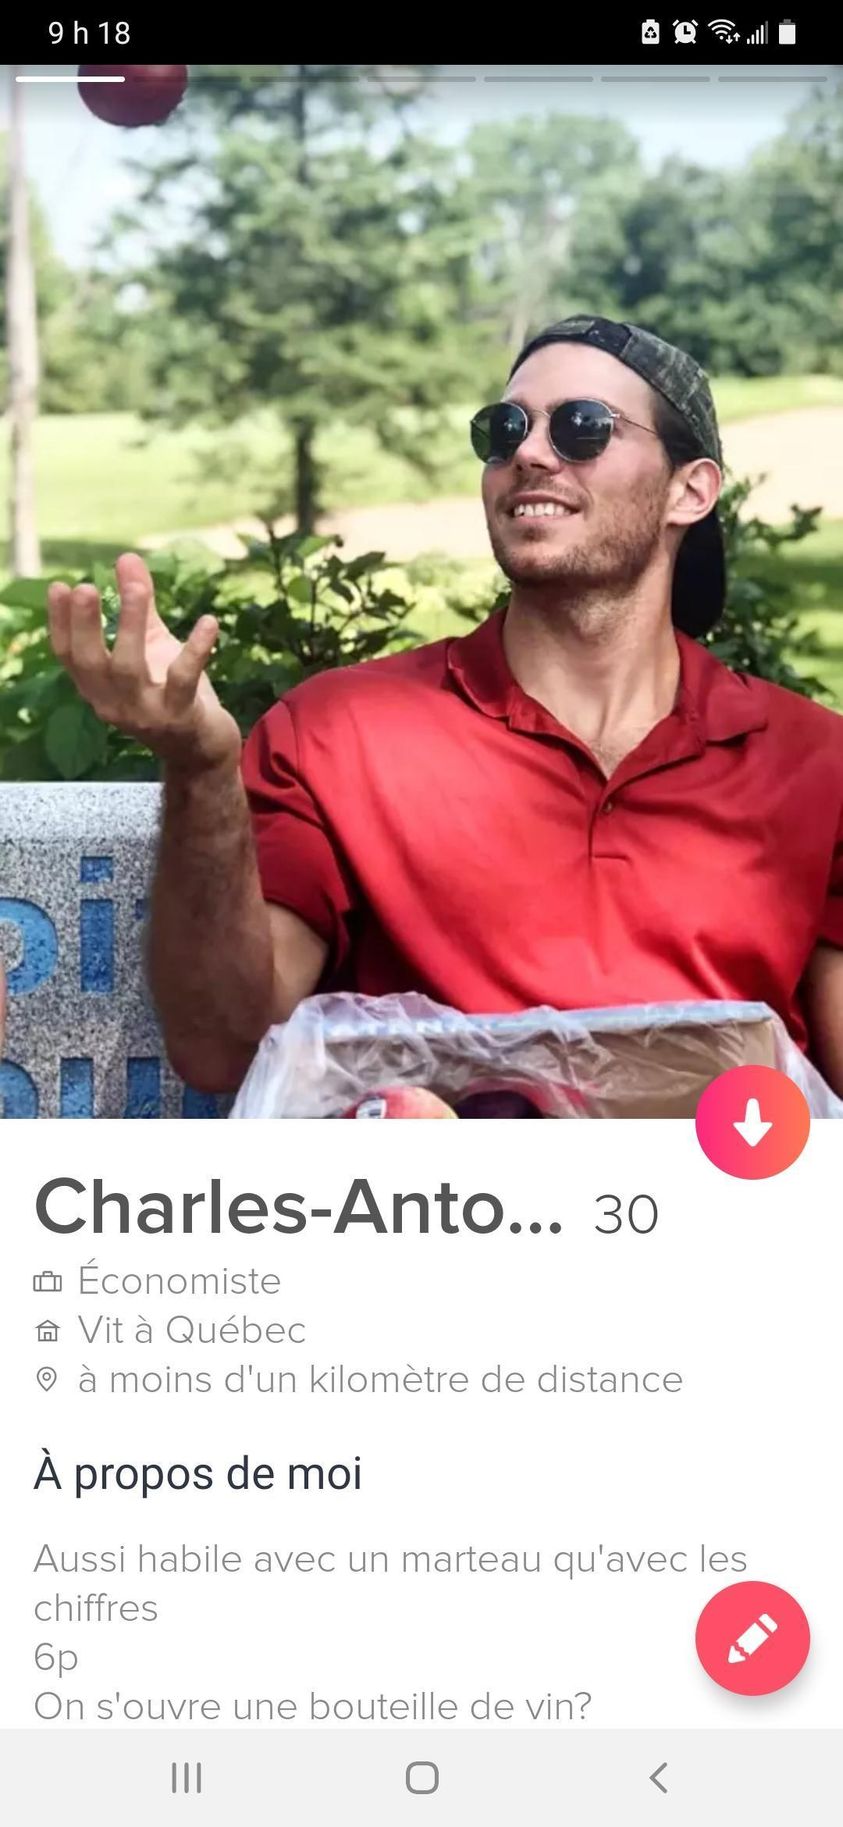 9 h 18
Charles-Anto... 30
Économiste
Vit à Québec
à moins d'un kilomètre de distance
À propos de moi
Aussi habile avec un marteau qu'avec les
chiffres
6p
On s'ouvre une bouteille de vin?